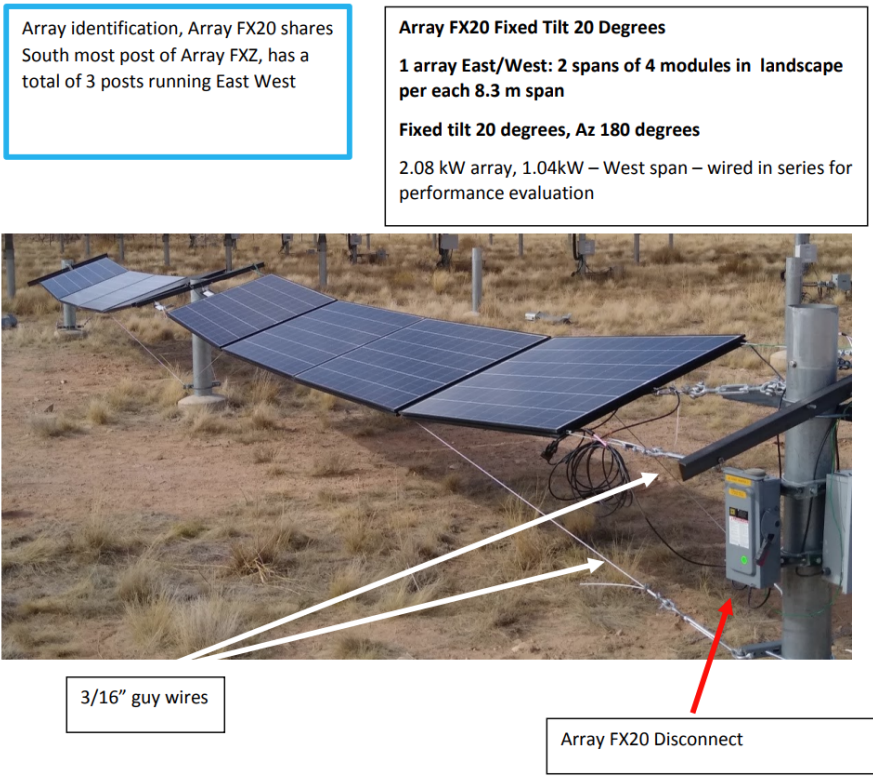 Array identification, Array FX20 shares
South most post of Array FXZ, has a
total of 3 posts running East West
Array FX20 Fixed Tilt 20 Degrees
1 array East/West: 2 spans of 4 modules in landscape
per each 8.3 m span
Fixed tilt 20 degrees, Az 180 degrees
2.08 kW array, 1.04kW – West span – wired in series for
performance evaluation
3/16” guy wires
Array FX20 Disconnect